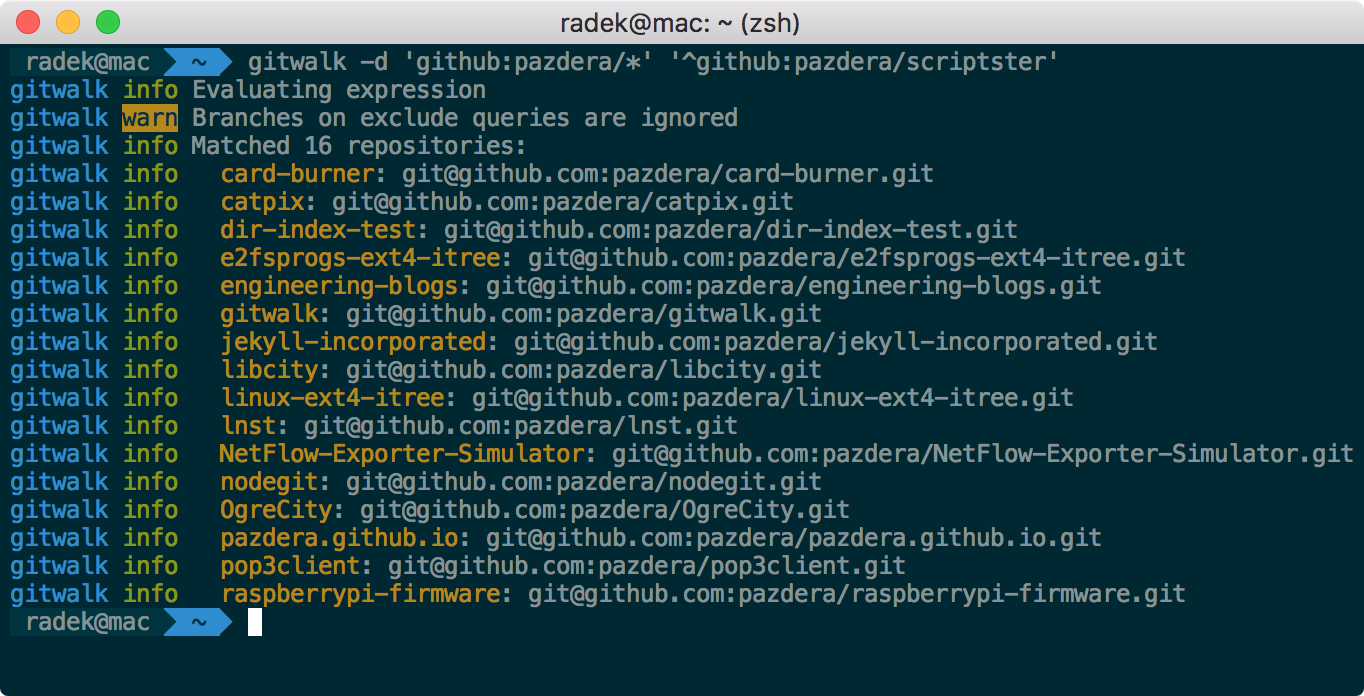 radek@mac: ~ (zsh)
radek@mac ~ gitwalk -d 'github:pazdera/*' '^github:pazdera/scriptster'
gitwalk info Evaluating expression
gitwalk warn Branches on exclude queries are ignored
gitwalk info Matched 16 repositories:
gitwalk info card-burner: git@github.com:pazdera/card-burner.git
gitwalk info catpix: git@github.com:pazdera/catpix.git
gitwalk info dir-index-test: git@github.com:pazdera/dir-index-test.git
gitwalk info e2fsprogs-ext4-itree: git@github.com:pazdera/e2fsprogs-ext4-itree.git
gitwalk info engineering-blogs: git@github.com:pazdera/engineering-blogs.git
gitwalk info gitwalk: git@github.com:pazdera/gitwalk.git
gitwalk info jekyll-incorporated: git@github.com:pazdera/jekyll-incorporated.git
gitwalk info libcity: git@github.com:pazdera/libcity.git
gitwalk info linux-ext4-itree: git@github.com:pazdera/linux-ext4-itree.git
gitwalk info lnst: git@github.com:pazdera/lnst.git
gitwalk info NetFlow-Exporter-Simulator: git@github.com:pazdera/NetFlow-Exporter-Simulator.git
gitwalk info nodegit: git@github.com:pazdera/nodegit.git
gitwalk info OgreCity: git@github.com:pazdera/OgreCity.git
gitwalk info pazdera.github.io: git@github.com:pazdera/pazdera.github.io.git
gitwalk info pop3client: git@github.com:pazdera/pop3client.git
gitwalk info raspberrypi-firmware: git@github.com:pazdera/raspberrypi-firmware.git
radek@mac ~